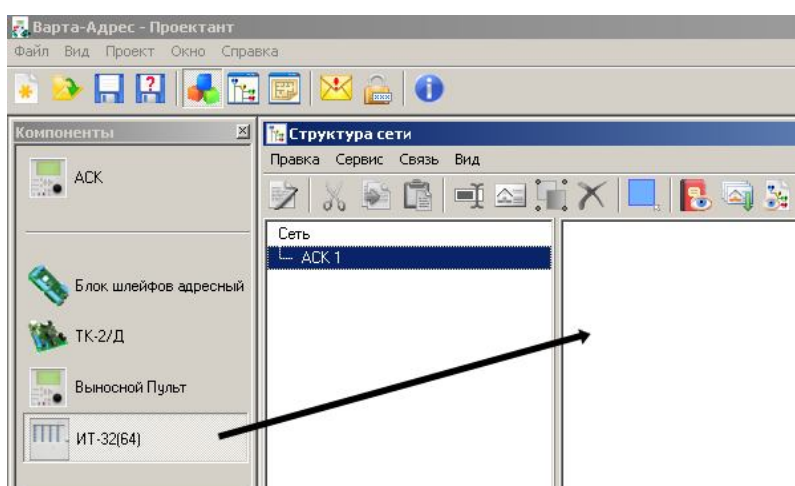 Варта-Адрес - Проектант
Файл Вид Проект Окно Справка
Компоненты
АСК
Блок шлейфов адресный
ТК-2/Д
Выносной Пульт
ИТ-32(64)
Структура сети
Правка Сервис Связь Вид
Сеть
АСК 1